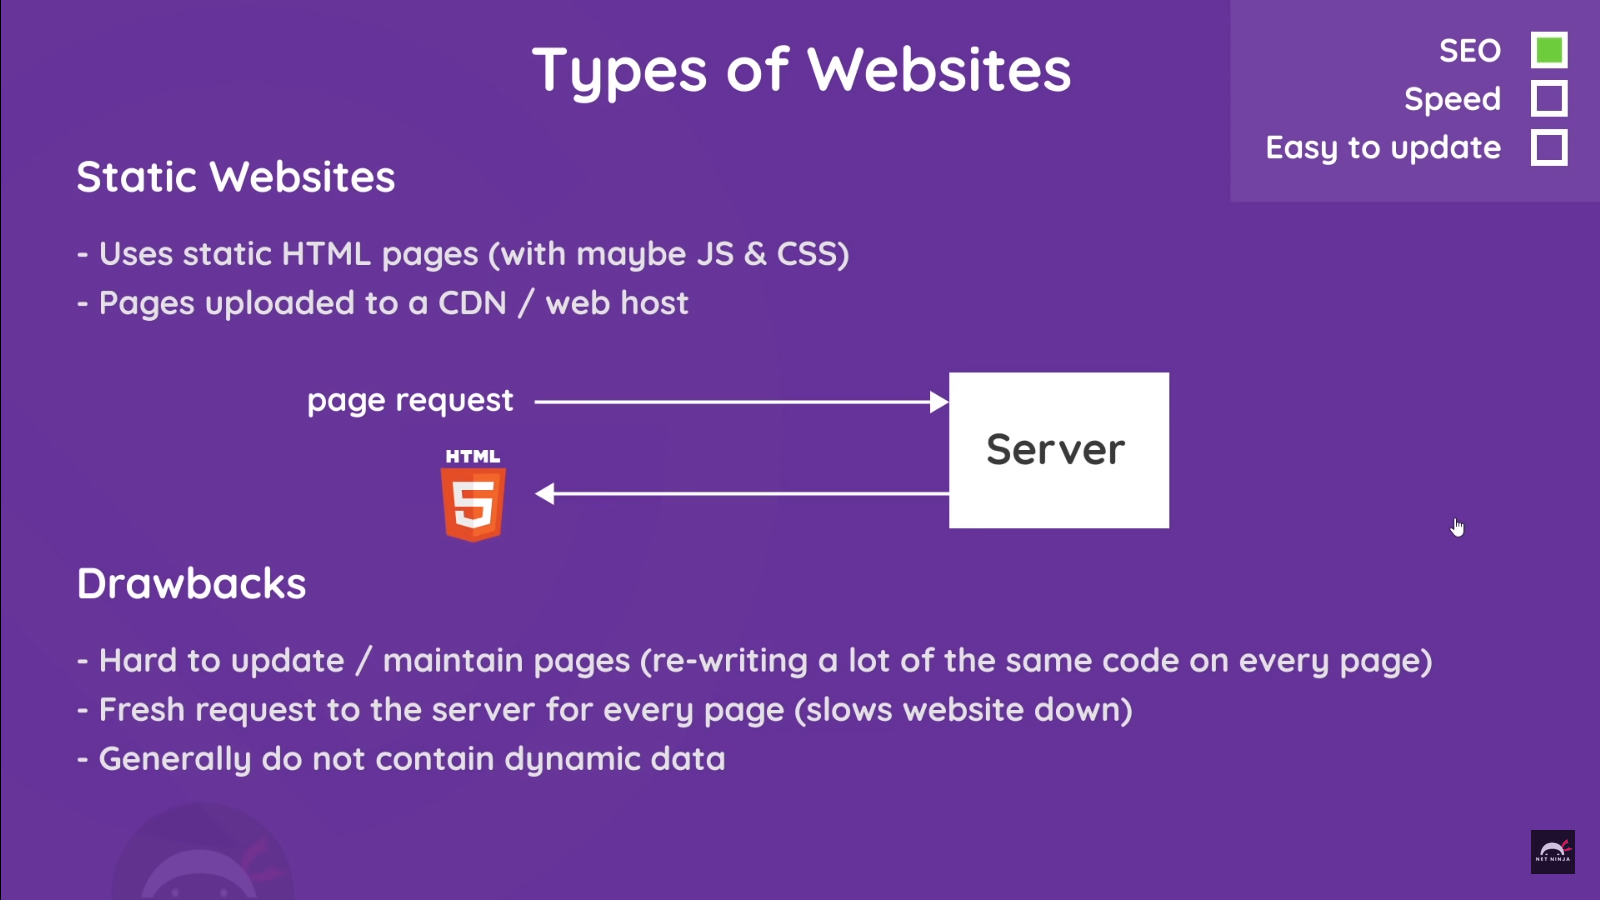 Types of Websites
SEO
Speed
Easy to update
Static Websites
- Uses static HTML pages (with maybe JS & CSS)
- Pages uploaded to a CDN / web host
page request
Server
HTML
5
Drawbacks
- Hard to update / maintain pages (re-writing a lot of the same code on every page)
- Fresh request to the server for every page (slows website down)
- Generally do not contain dynamic data
NET NINJA